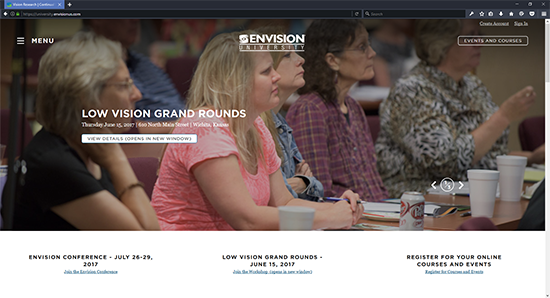 Vision Research | Continui
https://university.envisionus.com
Search
Create Account Sign In
MENU
ENVISION
UNIVERSITY
EVENTS AND COURSES
LOW VISION GRAND ROUNDS
Thursday June 15, 2017 | 610 North Main Street | Wichita, Kansas
VIEW DETAILS (OPENS IN NEW WINDOW)
ENVISION CONFERENCE - JULY 26-29,
2017
Join the Envision Conference
LOW VISION GRAND ROUNDS -
JUNE 15, 2017
Join the Workshop (opens in new window)
REGISTER FOR YOUR ONLINE
COURSES AND EVENTS
Register for Courses and Events